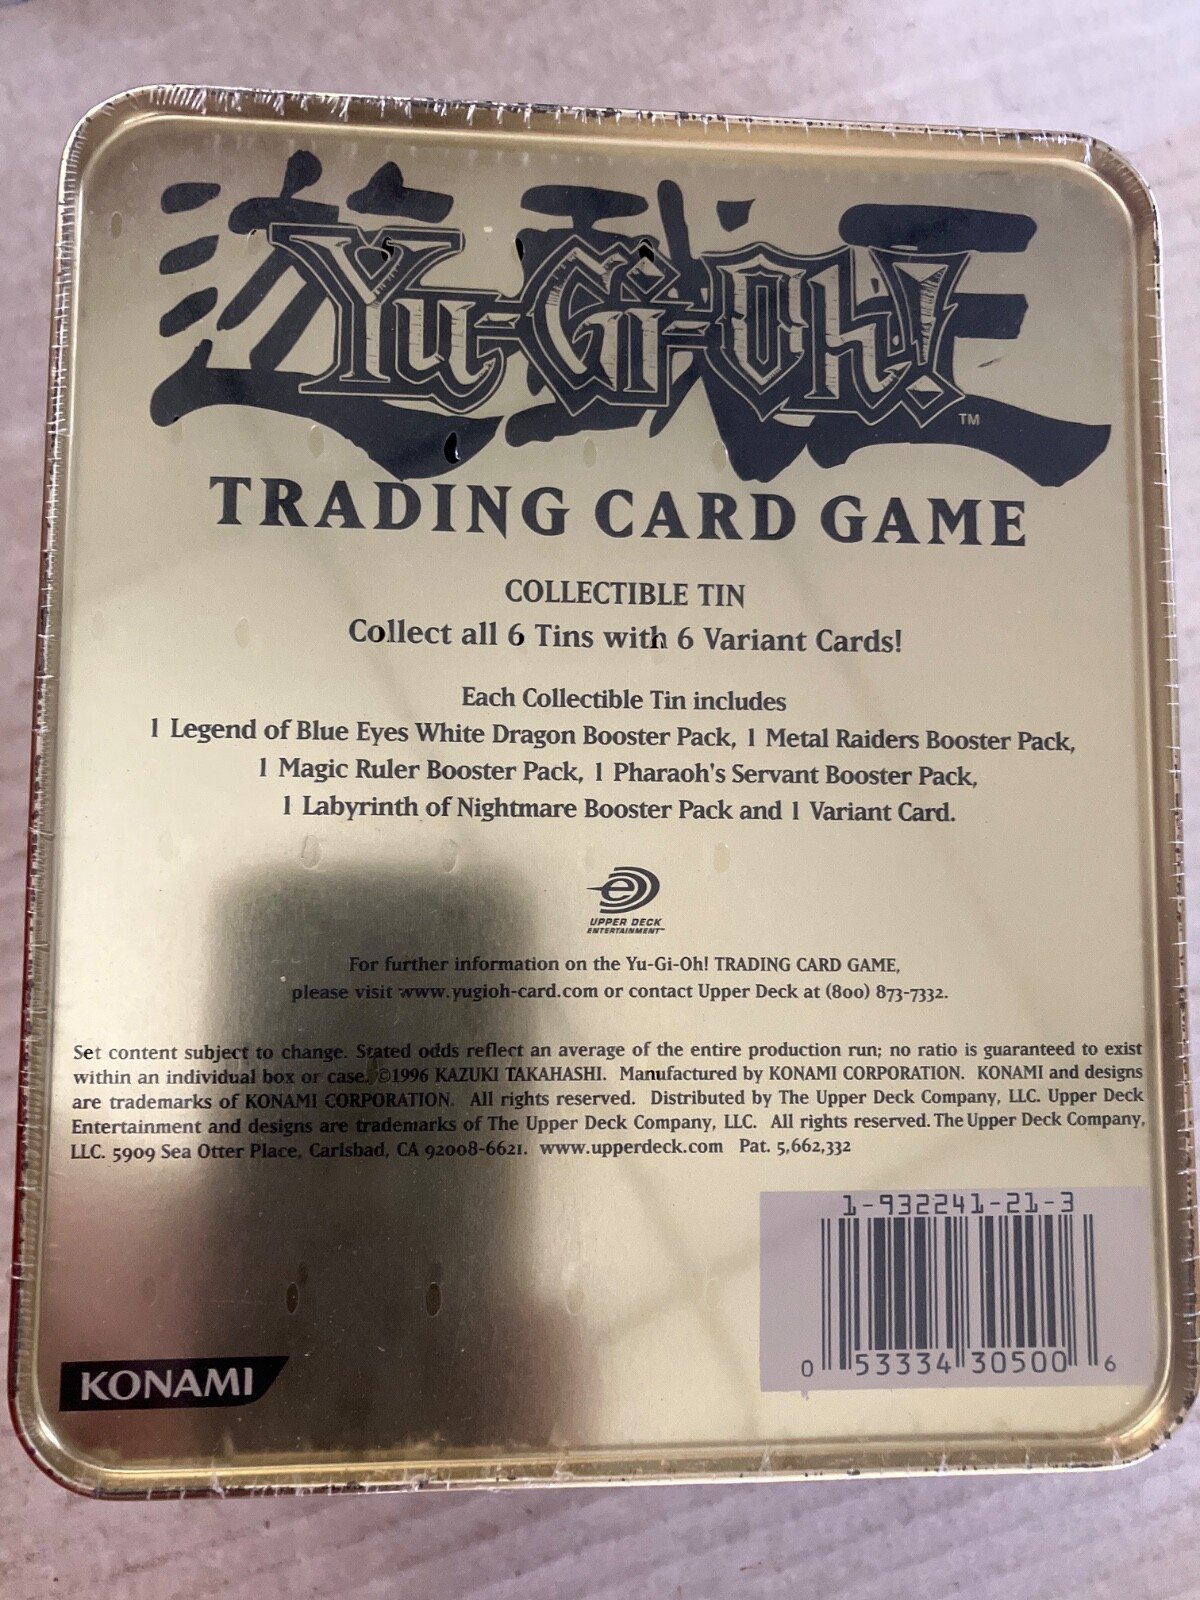 遊戯王
Yu-Gi-Oh!
TM
TRADING CARD GAME
COLLECTIBLE TIN
Collect all 6 Tins with 6 Variant Cards!
Each Collectible Tin includes
1 Legend of Blue Eyes White Dragon Booster Pack, 1 Metal Raiders Booster Pack,
1 Magic Ruler Booster Pack, 1 Pharaoh's Servant Booster Pack,
1 Labyrinth of Nightmare Booster Pack and 1 Variant Card.
e
UPPER DECK
ENTERTAINMENT™
For further information on the Yu-Gi-Oh! TRADING CARD GAME,
please visit www.yugioh-card.com or contact Upper Deck at (800) 873-7332.
Set content subject to change. Stated odds reflect an average of the entire production run; no ratio is guaranteed to exist
within an individual box or case. ©1996 KAZUKI TAKAHASHI. Manufactured by KONAMI CORPORATION. KONAMI and designs
are trademarks of KONAMI CORPORATION. All rights reserved. Distributed by The Upper Deck Company, LLC. Upper Deck
Entertainment and designs are trademarks of The Upper Deck Company, LLC. All rights reserved. The Upper Deck Company,
LLC. 5909 Sea Otter Place, Carlsbad, CA 92008-6621. www.upperdeck.com Pat. 5,662,332
1-932241-21-3
0 53334 30500 6
KONAMI